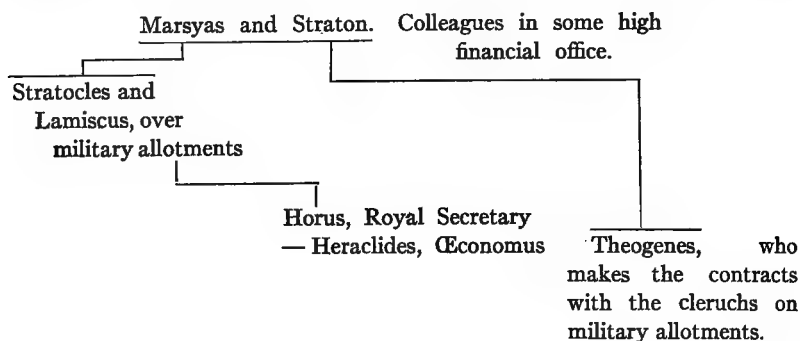 Marsyas and Straton. Colleagues in some high
financial office.
Stratocles and
Lamiscus, over
military allotments
Horus, Royal Secretary
— Heraclides, Œconomus
Theogenes, who
makes the contracts
with the cleruchs on
military allotments.